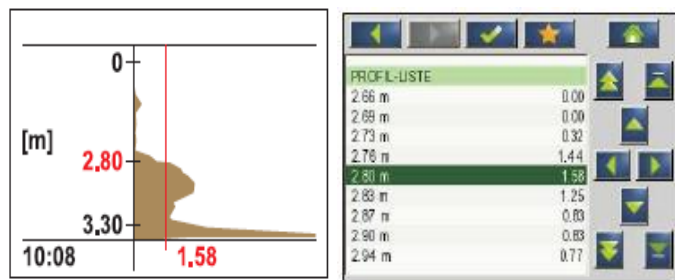 0
[m]
2.80
3.30
10:08 1.58
PROFIL-LISTE
2.66 m 0.00
2.69 m 0.00
2.73 m 0.32
2.76 m 1.44
2.80 m 1.58
2.83 m 1.25
2.87 m 0.83
2.90 m 0.83
2.94 m 0.77